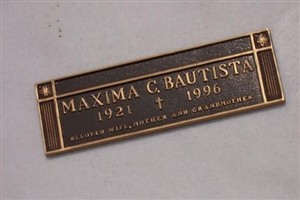 MAXIMA C. BAUTISTA
1921 † 1996
BELOVED WIFE, MOTHER AND GRANDMOTHER